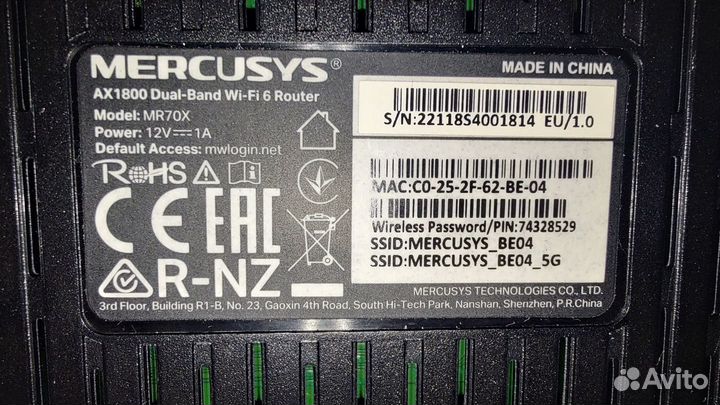 MERCUSYS®
AX1800 Dual-Band Wi-Fi 6 Router
Model: MR70X
Power: 12V⎓1A
Default Access: mwlogin.net
RoHS
CE EAC
R-NZ
MADE IN CHINA
S/N:22118S4001814 EU/1.0
MAC:C0-25-2F-62-BE-04
Wireless Password/PIN:74328529
SSID:MERCUSYS_BE04
SSID:MERCUSYS_BE04_5G
MERCUSYS TECHNOLOGIES CO., LTD.
3rd Floor, Building R1-B, No. 23, Gaoxin 4th Road, South Hi-Tech Park, Nanshan, Shenzhen, P.R.China
Avito